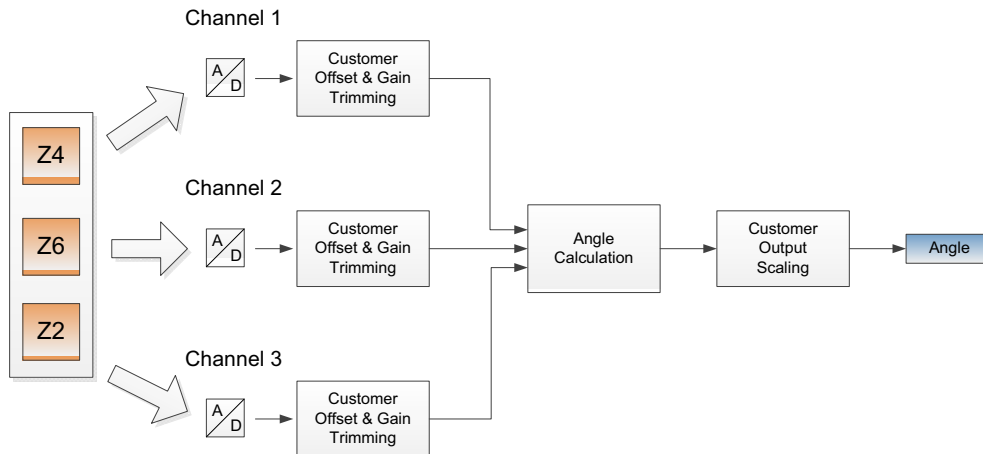 Channel 1
A
D
Customer
Offset & Gain
Trimming
Z4
Channel 2
Z6
A
D
Customer
Offset & Gain
Trimming
Angle
Calculation
Customer
Output
Scaling
Angle
Z2
Channel 3
A
D
Customer
Offset & Gain
Trimming